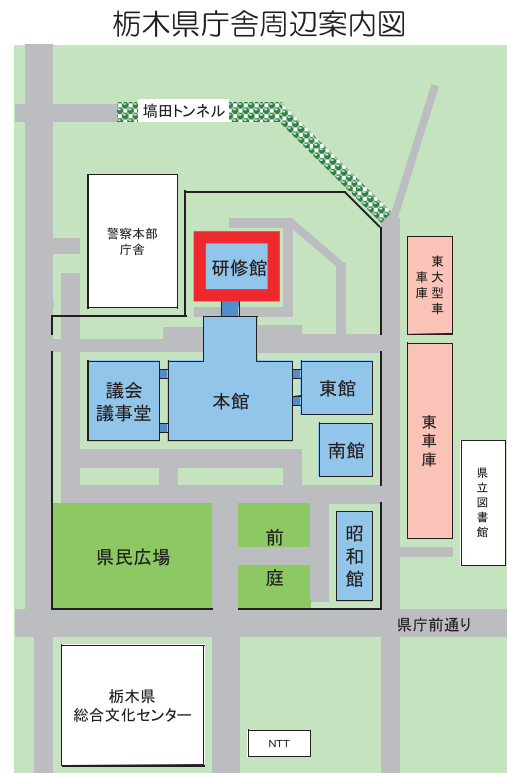 栃木県庁舎周辺案内図
塙田トンネル
警察本部
庁舎
研修館
東大型車
車庫
議会
議事堂
本館
東館
東車庫
南館
県立図書館
県民広場
前
庭
昭和館
県庁前通り
栃木県
総合文化センター
NTT